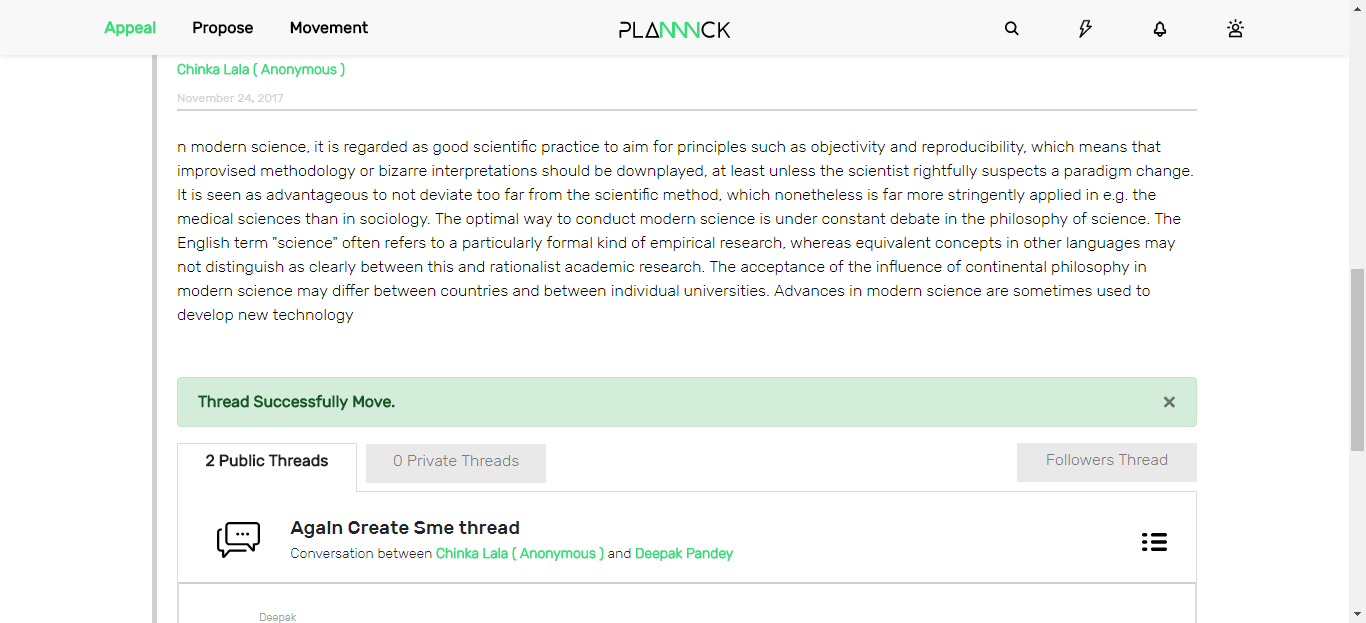 Appeal Propose Movement PLANNNCK
Chinka Lala ( Anonymous )
November 24, 2017
n modern science, it is regarded as good scientific practice to aim for principles such as objectivity and reproducibility, which means that
improvised methodology or bizarre interpretations should be downplayed, at least unless the scientist rightfully suspects a paradigm change.
It is seen as advantageous to not deviate too far from the scientific method, which nonetheless is far more stringently applied in e.g. the
medical sciences than in sociology. The optimal way to conduct modern science is under constant debate in the philosophy of science. The
English term "science" often refers to a particularly formal kind of empirical research, whereas equivalent concepts in other languages may
not distinguish as clearly between this and rationalist academic research. The acceptance of the influence of continental philosophy in
modern science may differ between countries and between individual universities. Advances in modern science are sometimes used to
develop new technology
Thread Successfully Move. ×
2 Public Threads 0 Private Threads Followers Thread
Again Create Sme thread
Conversation between Chinka Lala ( Anonymous ) and Deepak Pandey
Deepak